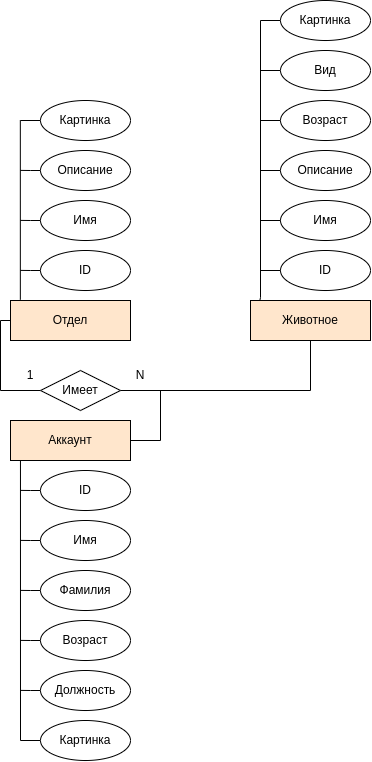 Картинка
Вид
Возраст
Описание
Имя
ID
Животное
Картинка
Описание
Имя
ID
Отдел
1
Имеет
N
Аккаунт
ID
Имя
Фамилия
Возраст
Должность
Картинка